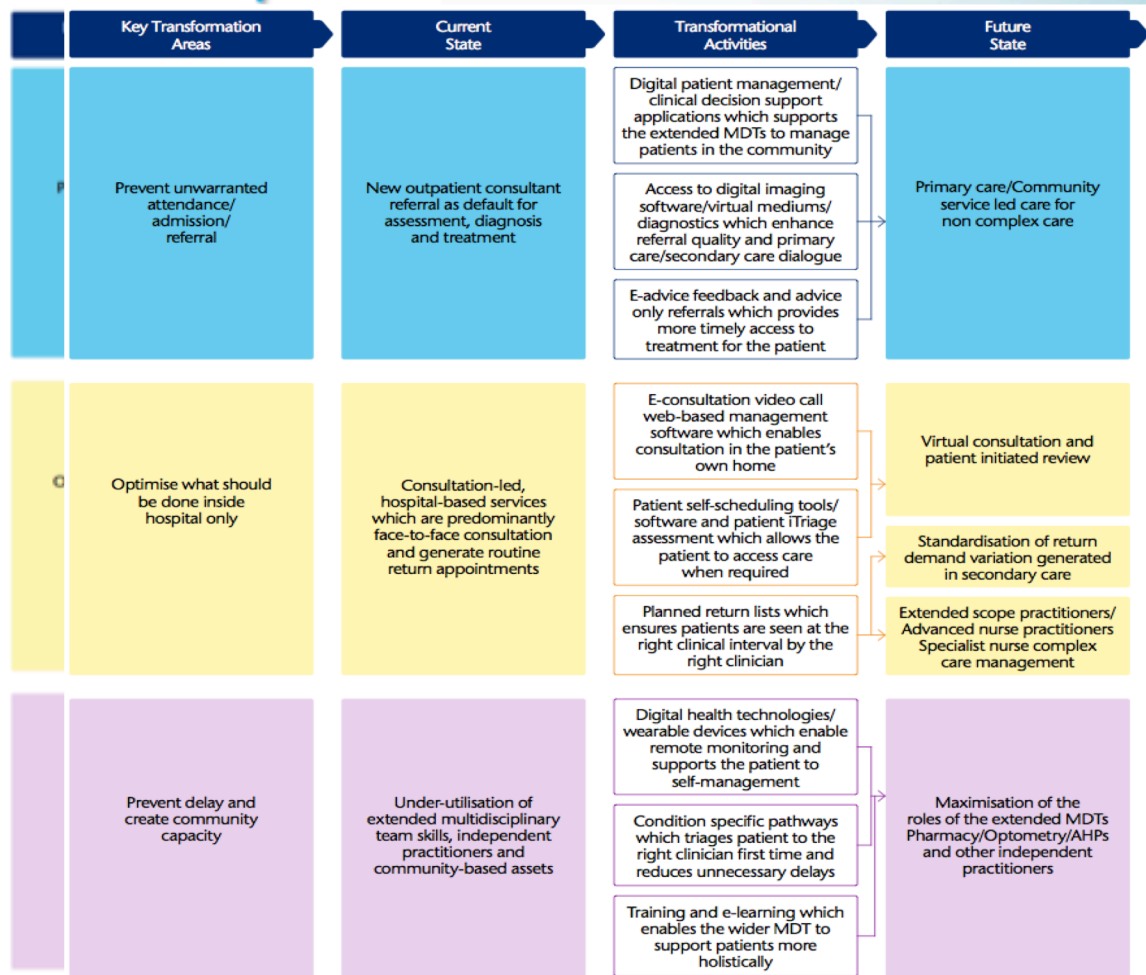 Key Transformation
Areas
Current
State
Transformational
Activities
Future
State
Prevent unwarranted
attendance/
admission/
referral
New outpatient consultant
referral as default for
assessment, diagnosis
and treatment
Digital patient management/
clinical decision support
applications which supports
the extended MDTs to manage
patients in the community
Access to digital imaging
software/virtual mediums/
diagnostics which enhance
referral quality and primary
care/secondary care dialogue
E-advice feedback and advice
only referrals which provides
more timely access to
treatment for the patient
Primary care/Community
service led care for
non complex care
Optimise what should
be done inside
hospital only
Consultation-led,
hospital-based services
which are predominantly
face-to-face consultation
and generate routine
return appointments
E-consultation video call
web-based management
software which enables
consultation in the patient's
own home
Patient self-scheduling tools/
software and patient iTriage
assessment which allows the
patient to access care
when required
Planned return lists which
ensures patients are seen at the
right clinical interval by the
right clinician
Virtual consultation and
patient initiated review
Standardisation of return
demand variation generated
in secondary care
Extended scope practitioners/
Advanced nurse practitioners
Specialist nurse complex
care management
Prevent delay and
create community
capacity
Under-utilisation of
extended multidisciplinary
team skills, independent
practitioners and
community-based assets
Digital health technologies/
wearable devices which enable
remote monitoring and
supports the patient to
self-management
Condition specific pathways
which triages patient to the
right clinician first time and
reduces unnecessary delays
Training and e-learning which
enables the wider MDT to
support patients more
holistically
Maximisation of the
roles of the extended MDTs
Pharmacy/Optometry/AHPs
and other independent
practitioners